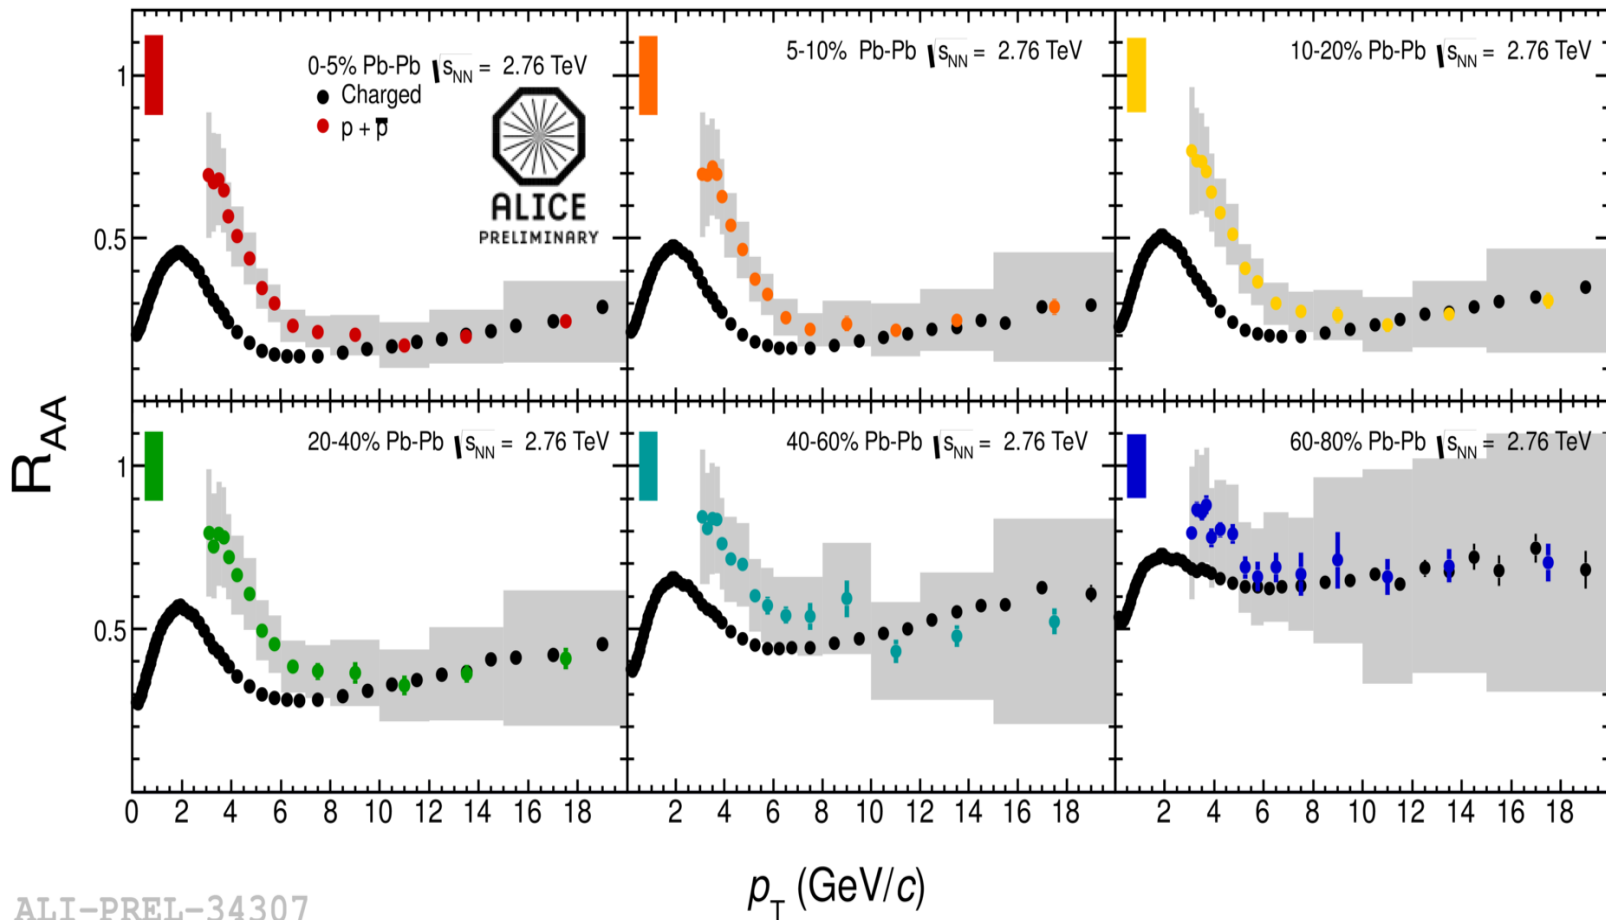 0-5% Pb-Pb √sNN = 2.76 TeV
Charged
p + p̅
ALICE
PRELIMINARY
5-10% Pb-Pb √sNN = 2.76 TeV
10-20% Pb-Pb √sNN = 2.76 TeV
1
0.5
RAA
20-40% Pb-Pb √sNN = 2.76 TeV
40-60% Pb-Pb √sNN = 2.76 TeV
60-80% Pb-Pb √sNN = 2.76 TeV
1
0.5
0 2 4 6 8 10 12 14 16 18 2 4 6 8 10 12 14 16 18 2 4 6 8 10 12 14 16 18
pT (GeV/c)
ALI-PREL-34307